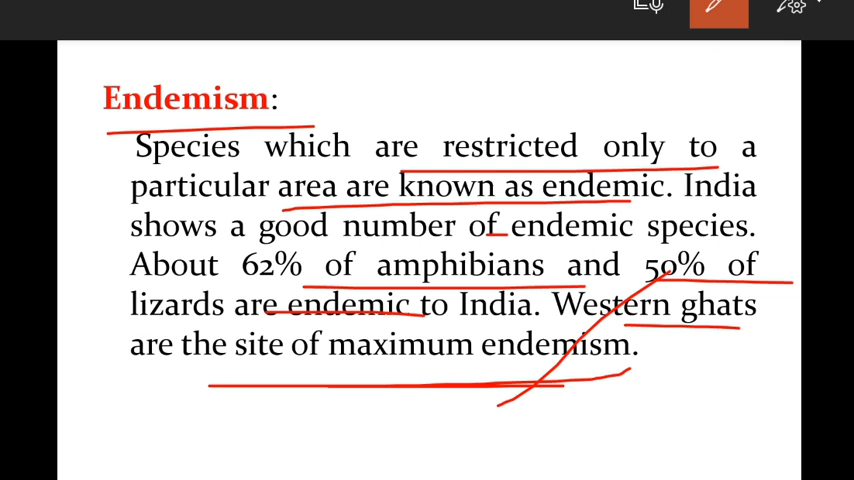 Endemism:
Species which are restricted only to a
particular area are known as endemic. India
shows a good number of endemic species.
About 62% of amphibians and 50% of
lizards are endemic to India. Western ghats
are the site of maximum endemism.